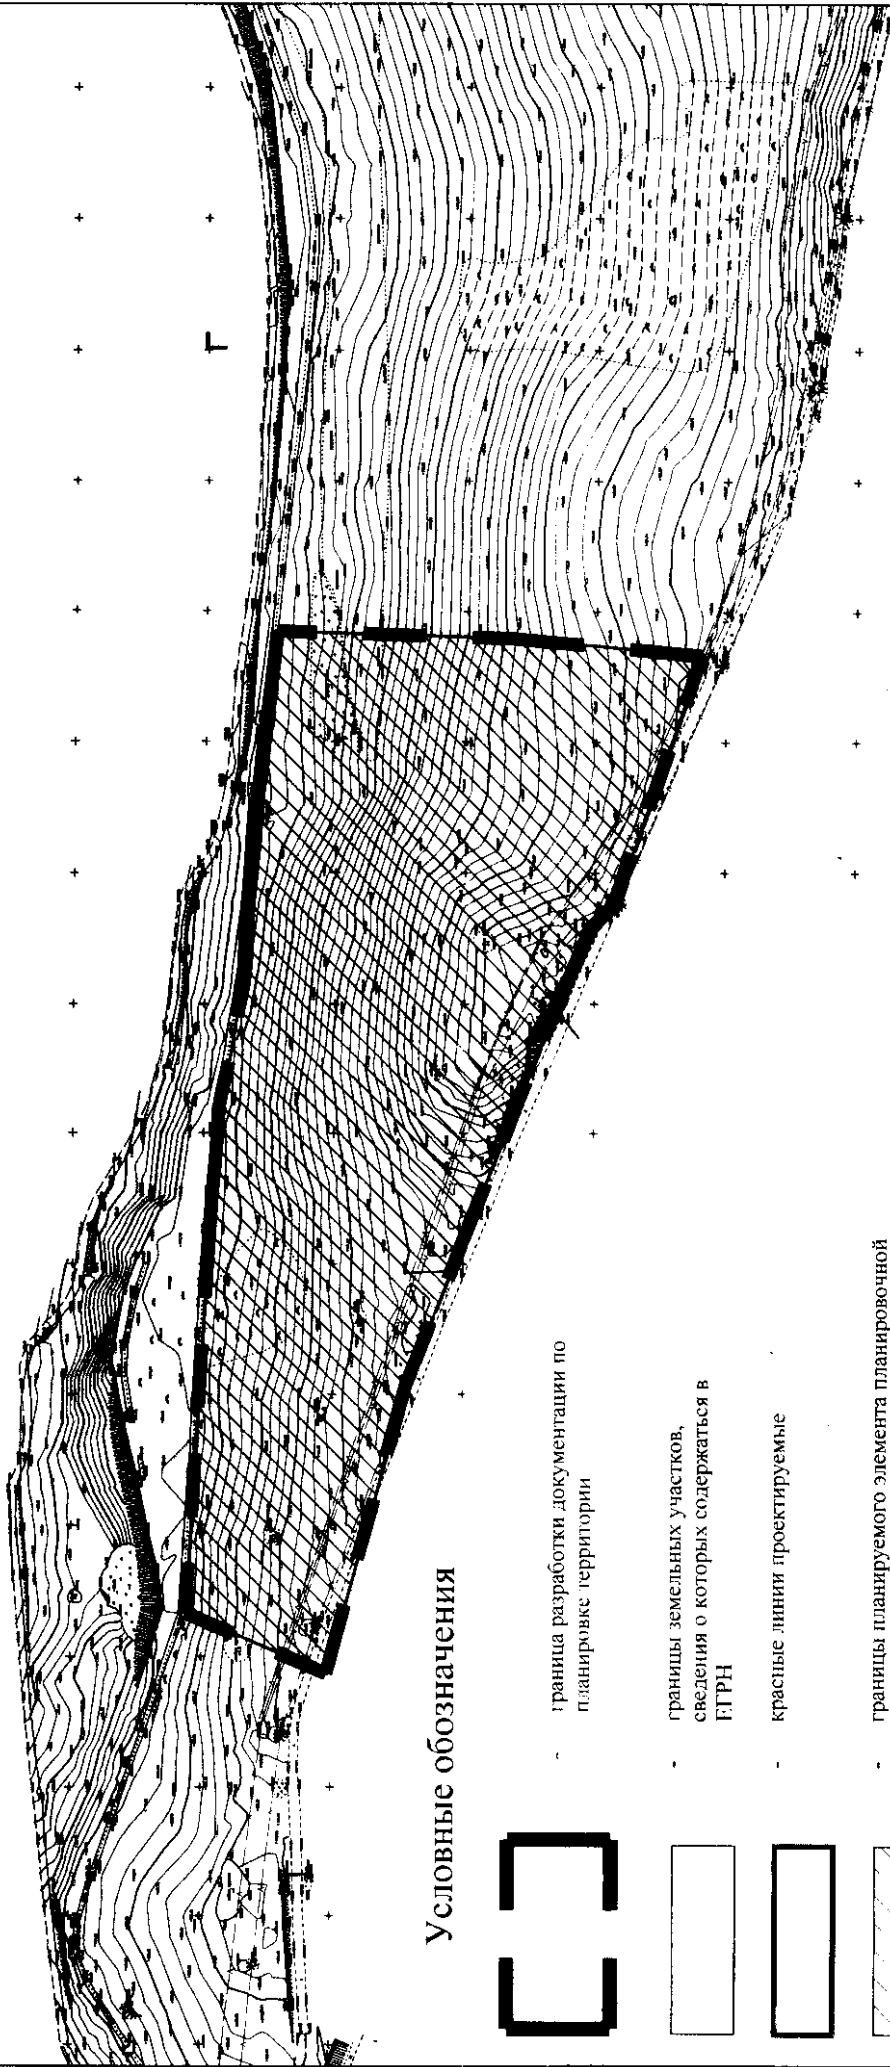 Условные обозначения
- граница разработки документации по
планировке территории
- границы земельных участков,
сведения о которых содержаться в
ЕГРН
- красные линии проектируемые
- границы планируемого элемента планировочной